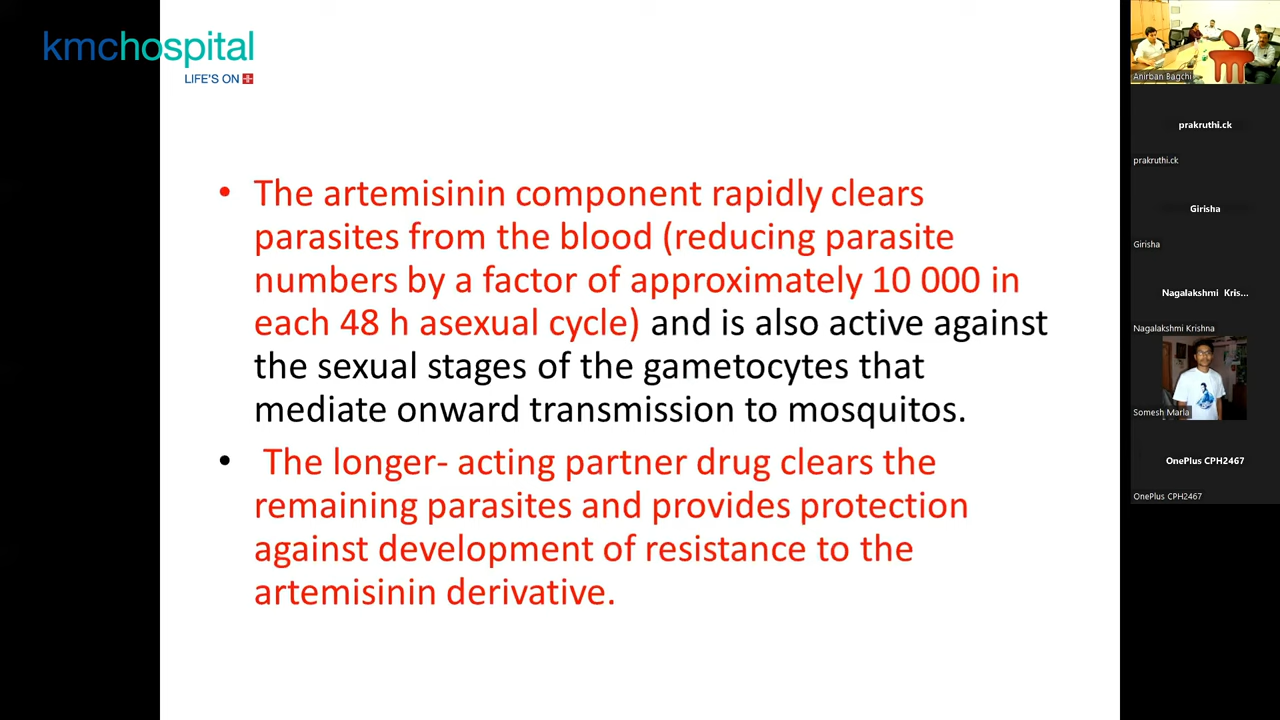 kmchospital
LIFE'S ON
• The artemisinin component rapidly clears
parasites from the blood (reducing parasite
numbers by a factor of approximately 10 000 in
each 48 h asexual cycle) and is also active against
the sexual stages of the gametocytes that
mediate onward transmission to mosquitos.
• The longer- acting partner drug clears the
remaining parasites and provides protection
against development of resistance to the
artemisinin derivative.
Anirban Bagchi
prakruthi.ck
prakruthi.ck
Girisha
Girisha
Nagalakshmi Kris...
Nagalakshmi Krishna
Somesh Marla
OnePlus CPH2467
OnePlus CPH2467